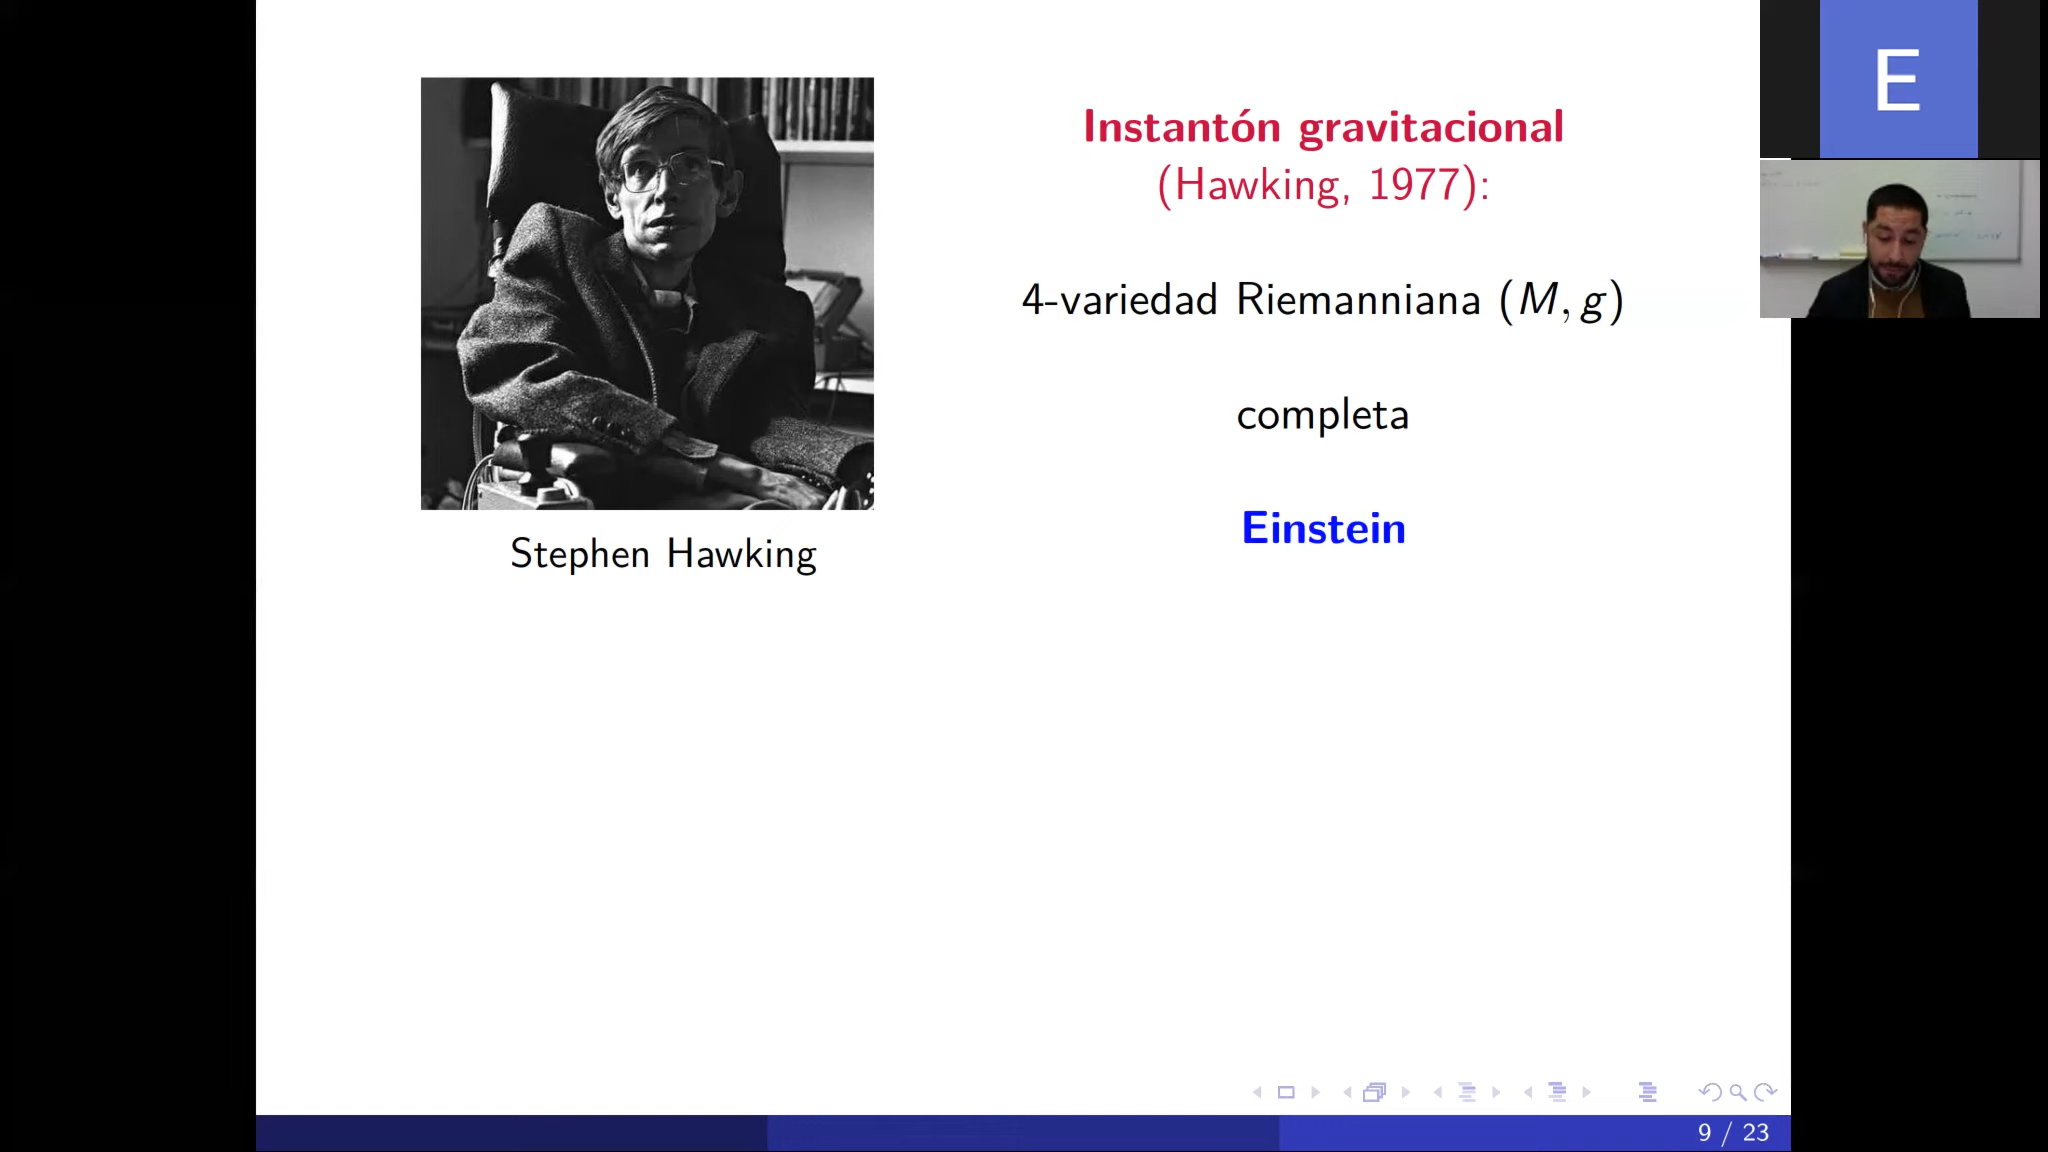 Instantón gravitacional
(Hawking, 1977):
4-variedad Riemanniana (M, g)
completa
Einstein
Stephen Hawking
9 / 23
E